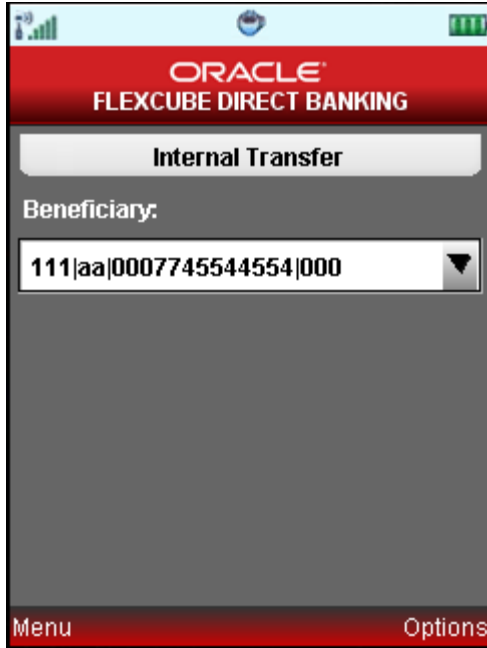 ORACLE
FLEXCUBE DIRECT BANKING
Internal Transfer
Beneficiary:
111|aa|0007745544554|000
Menu Options